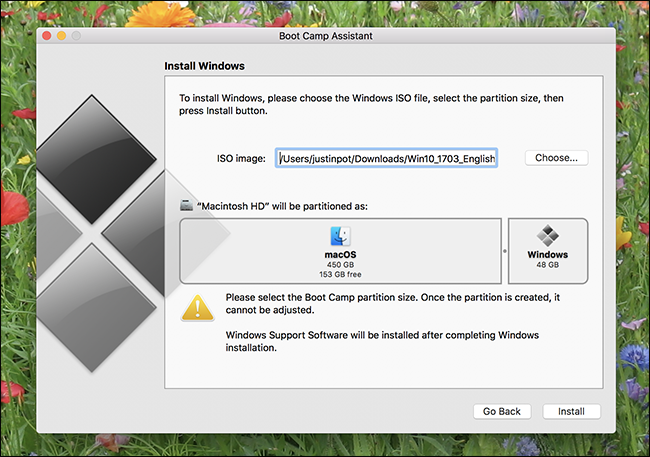 Boot Camp Assistant
Install Windows
To install Windows, please choose the Windows ISO file, select the partition size, then
press Install button.
ISO image: /Users/justinpot/Downloads/Win10_1703_English Choose...
"Macintosh HD" will be partitioned as:
macOS
450 GB
153 GB free
Windows
48 GB
Please select the Boot Camp partition size. Once the partition is created, it
cannot be adjusted.
Windows Support Software will be installed after completing Windows
installation.
Go Back Install